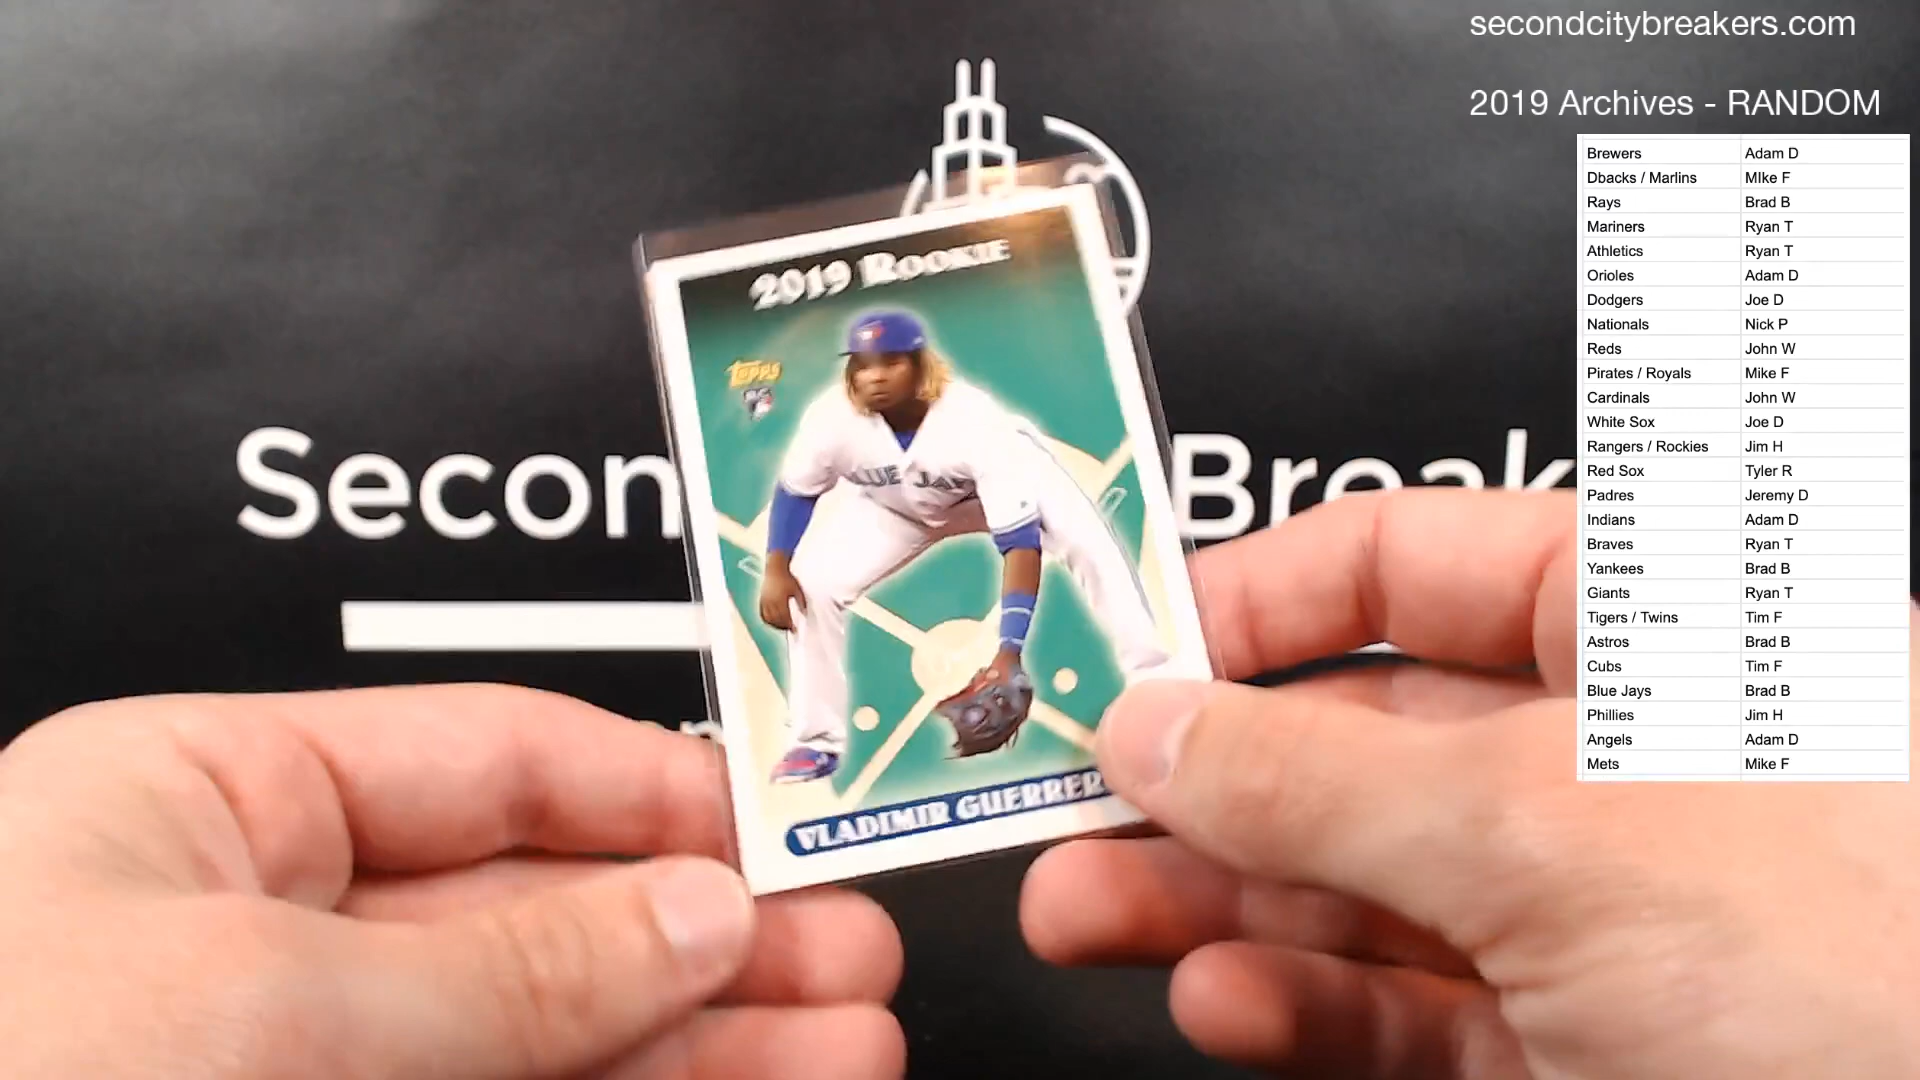 secondcitybreakers.com
2019 Archives - RANDOM
Brewers Adam D
Dbacks / Marlins MIke F
Rays Brad B
Mariners Ryan T
Athletics Ryan T
Orioles Adam D
Dodgers Joe D
Nationals Nick P
Reds John W
Pirates / Royals Mike F
Cardinals John W
White Sox Joe D
Rangers / Rockies Jim H
Red Sox Tyler R
Padres Jeremy D
Indians Adam D
Braves Ryan T
Yankees Brad B
Giants Ryan T
Tigers / Twins Tim F
Astros Brad B
Cubs Tim F
Blue Jays Brad B
Phillies Jim H
Angels Adam D
Mets Mike F
2019 ROOKIE
TOPPS
RC
BLUE JAY
VLADIMIR GUERRER
Secon
Break